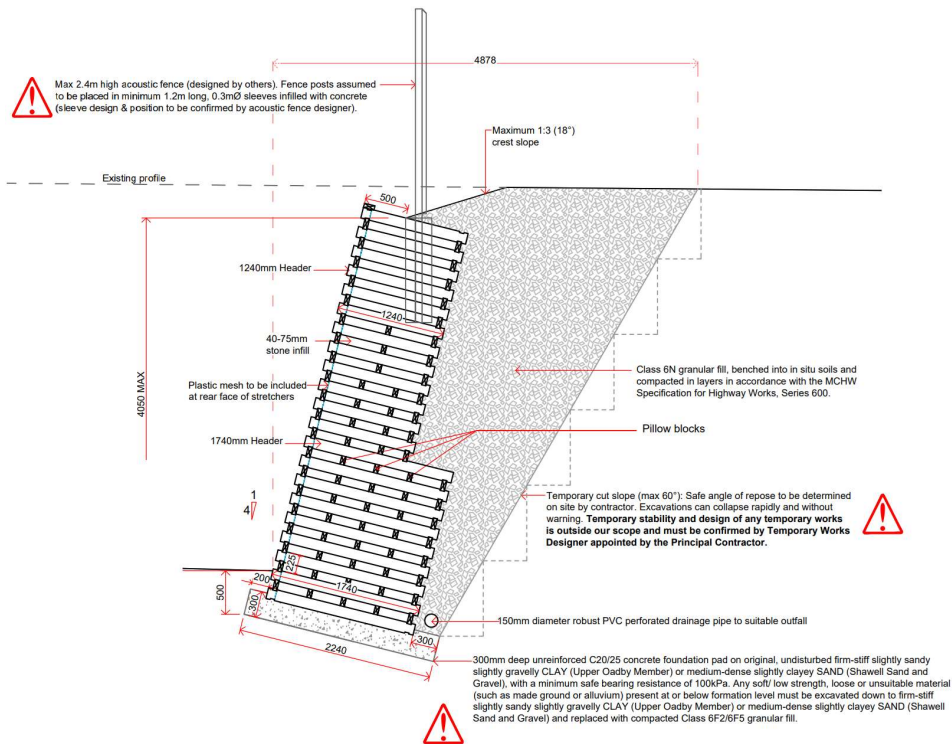 4878
Max 2.4m high acoustic fence (designed by others). Fence posts assumed
to be placed in minimum 1.2m long, 0.3mØ sleeves infilled with concrete
(sleeve design & position to be confirmed by acoustic fence designer).
Maximum 1:3 (18°)
crest slope
Existing profile
500
1240mm Header
1240
40-75mm
stone infill
Class 6N granular fill, benched into in situ soils and
compacted in layers in accordance with the MCHW
Specification for Highway Works, Series 600.
Plastic mesh to be included
at rear face of stretchers
4050 MAX
Pillow blocks
1740mm Header
1
4
Temporary cut slope (max 60°): Safe angle of repose to be determined
on site by contractor. Excavations can collapse rapidly and without
warning. Temporary stability and design of any temporary works
is outside our scope and must be confirmed by Temporary Works
Designer appointed by the Principal Contractor.
225
200
1740
500
300
150mm diameter robust PVC perforated drainage pipe to suitable outfall
300
2240
300mm deep unreinforced C20/25 concrete foundation pad on original, undisturbed firm-stiff slightly sandy
slightly gravelly CLAY (Upper Oadby Member) or medium-dense slightly clayey SAND (Shawell Sand and
Gravel), with a minimum safe bearing resistance of 100kPa. Any soft/ low strength, loose or unsuitable material
(such as made ground or alluvium) present at or below formation level must be excavated down to firm-stiff
slightly sandy slightly gravelly CLAY (Upper Oadby Member) or medium-dense slightly clayey SAND (Shawell
Sand and Gravel) and replaced with compacted Class 6F2/6F5 granular fill.